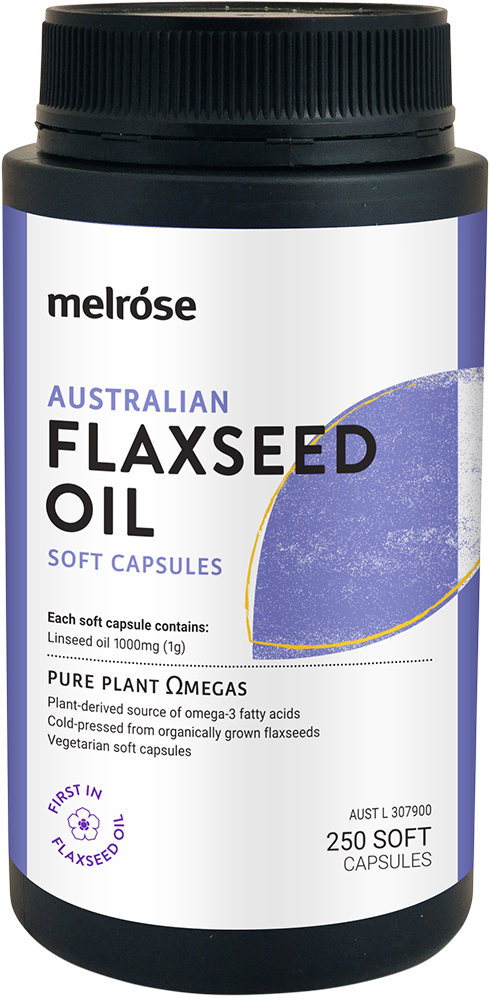 melróse
AUSTRALIAN
FLAXSEED
OIL
SOFT CAPSULES
Each soft capsule contains:
Linseed oil 1000mg (1g)
PURE PLANT ΩMEGAS
Plant-derived source of omega-3 fatty acids
Cold-pressed from organically grown flaxseeds
Vegetarian soft capsules
FIRST IN
FLAXSEED OIL
AUST L 307900
250 SOFT
CAPSULES